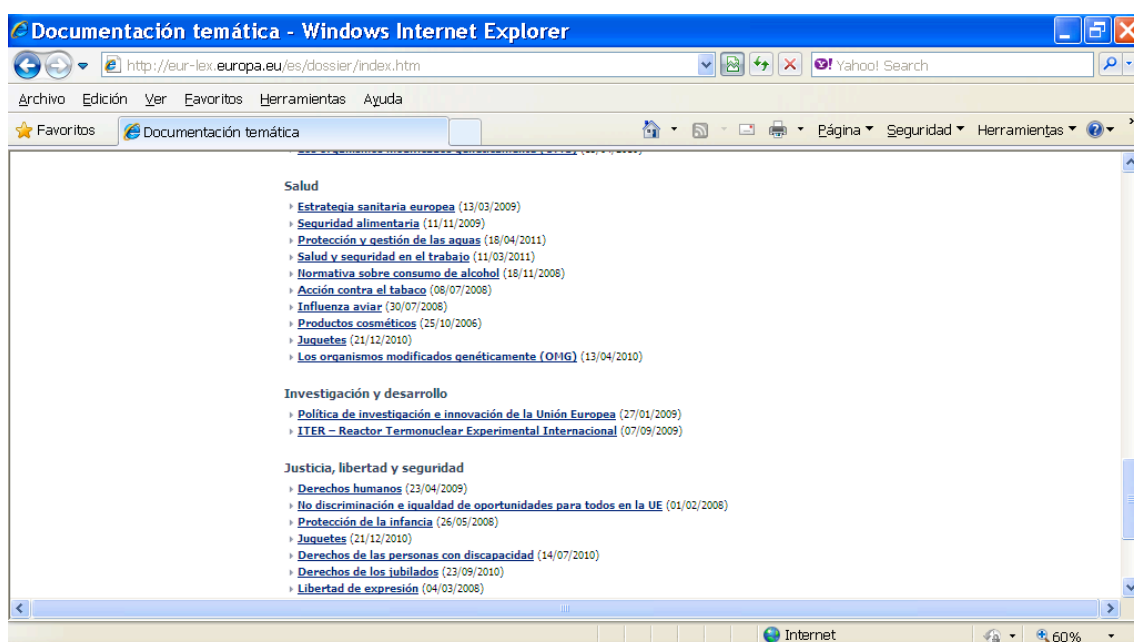 Documentación temática - Windows Internet Explorer
http://eur-lex.europa.eu/es/dossier/index.htm
Yahoo! Search
Archivo Edición Ver Favoritos Herramientas Ayuda
Favoritos
Documentación temática
Página Seguridad Herramientas
Los organismos modificados genéticamente (OMG) (13/04/2010)
Salud
Estrategia sanitaria europea (13/03/2009)
Seguridad alimentaria (11/11/2009)
Protección y gestión de las aguas (18/04/2011)
Salud y seguridad en el trabajo (11/03/2011)
Normativa sobre consumo de alcohol (18/11/2008)
Acción contra el tabaco (08/07/2008)
Influenza aviar (30/07/2008)
Productos cosméticos (25/10/2006)
Juguetes (21/12/2010)
Los organismos modificados genéticamente (OMG) (13/04/2010)
Investigación y desarrollo
Política de investigación e innovación de la Unión Europea (27/01/2009)
ITER – Reactor Termonuclear Experimental Internacional (07/09/2009)
Justicia, libertad y seguridad
Derechos humanos (23/04/2009)
No discriminación e igualdad de oportunidades para todos en la UE (01/02/2008)
Protección de la infancia (26/05/2008)
Juguetes (21/12/2010)
Derechos de las personas con discapacidad (14/07/2010)
Derechos de los jubilados (23/09/2010)
Libertad de expresión (04/03/2008)
Internet
60%